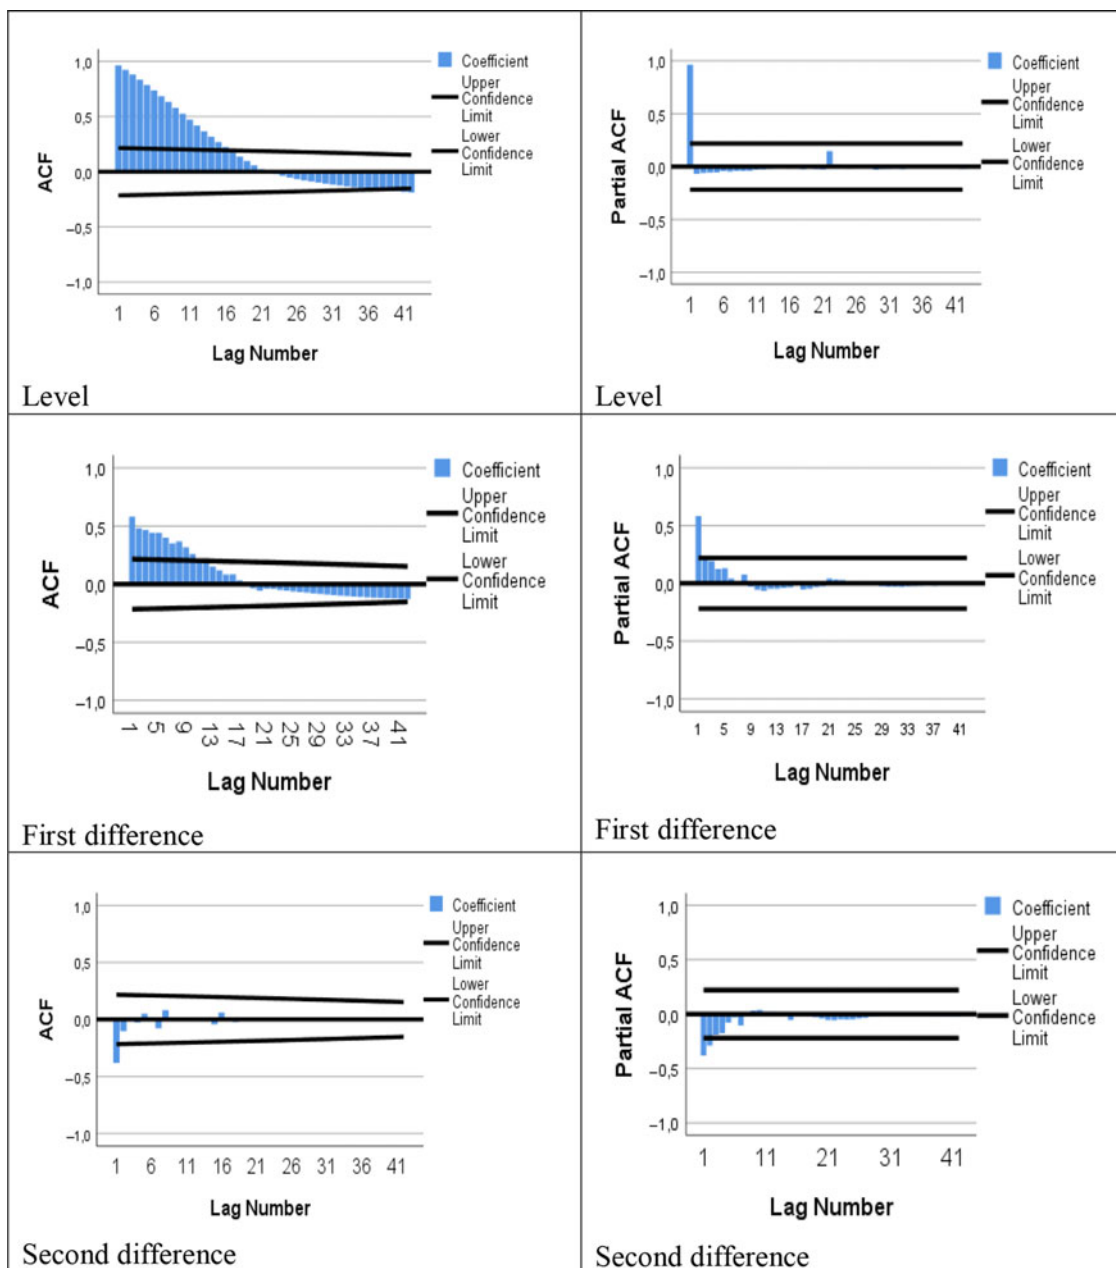 1,0
0,5
0,0
–0,5
–1,0
ACF
1 6 11 16 21 26 31 36 41
Lag Number
Coefficient
Upper
Confidence
Limit
Lower
Confidence
Limit
Level
1,0
0,5
0,0
–0,5
–1,0
Partial ACF
1 6 11 16 21 26 31 36 41
Lag Number
Coefficient
Upper
Confidence
Limit
Lower
Confidence
Limit
Level
1,0
0,5
0,0
–0,5
–1,0
ACF
1 5 9 13 17 21 25 29 33 37 41
Lag Number
Coefficient
Upper
Confidence
Limit
Lower
Confidence
Limit
First difference
1,0
0,5
0,0
–0,5
–1,0
Partial ACF
1 5 9 13 17 21 25 29 33 37 41
Lag Number
Coefficient
Upper
Confidence
Limit
Lower
Confidence
Limit
First difference
1,0
0,5
0,0
–0,5
–1,0
ACF
1 6 11 16 21 26 31 36 41
Lag Number
Coefficient
Upper
Confidence
Limit
Lower
Confidence
Limit
Second difference
1,0
0,5
0,0
–0,5
–1,0
Partial ACF
1 11 21 31 41
Lag Number
Coefficient
Upper
Confidence
Limit
Lower
Confidence
Limit
Second difference